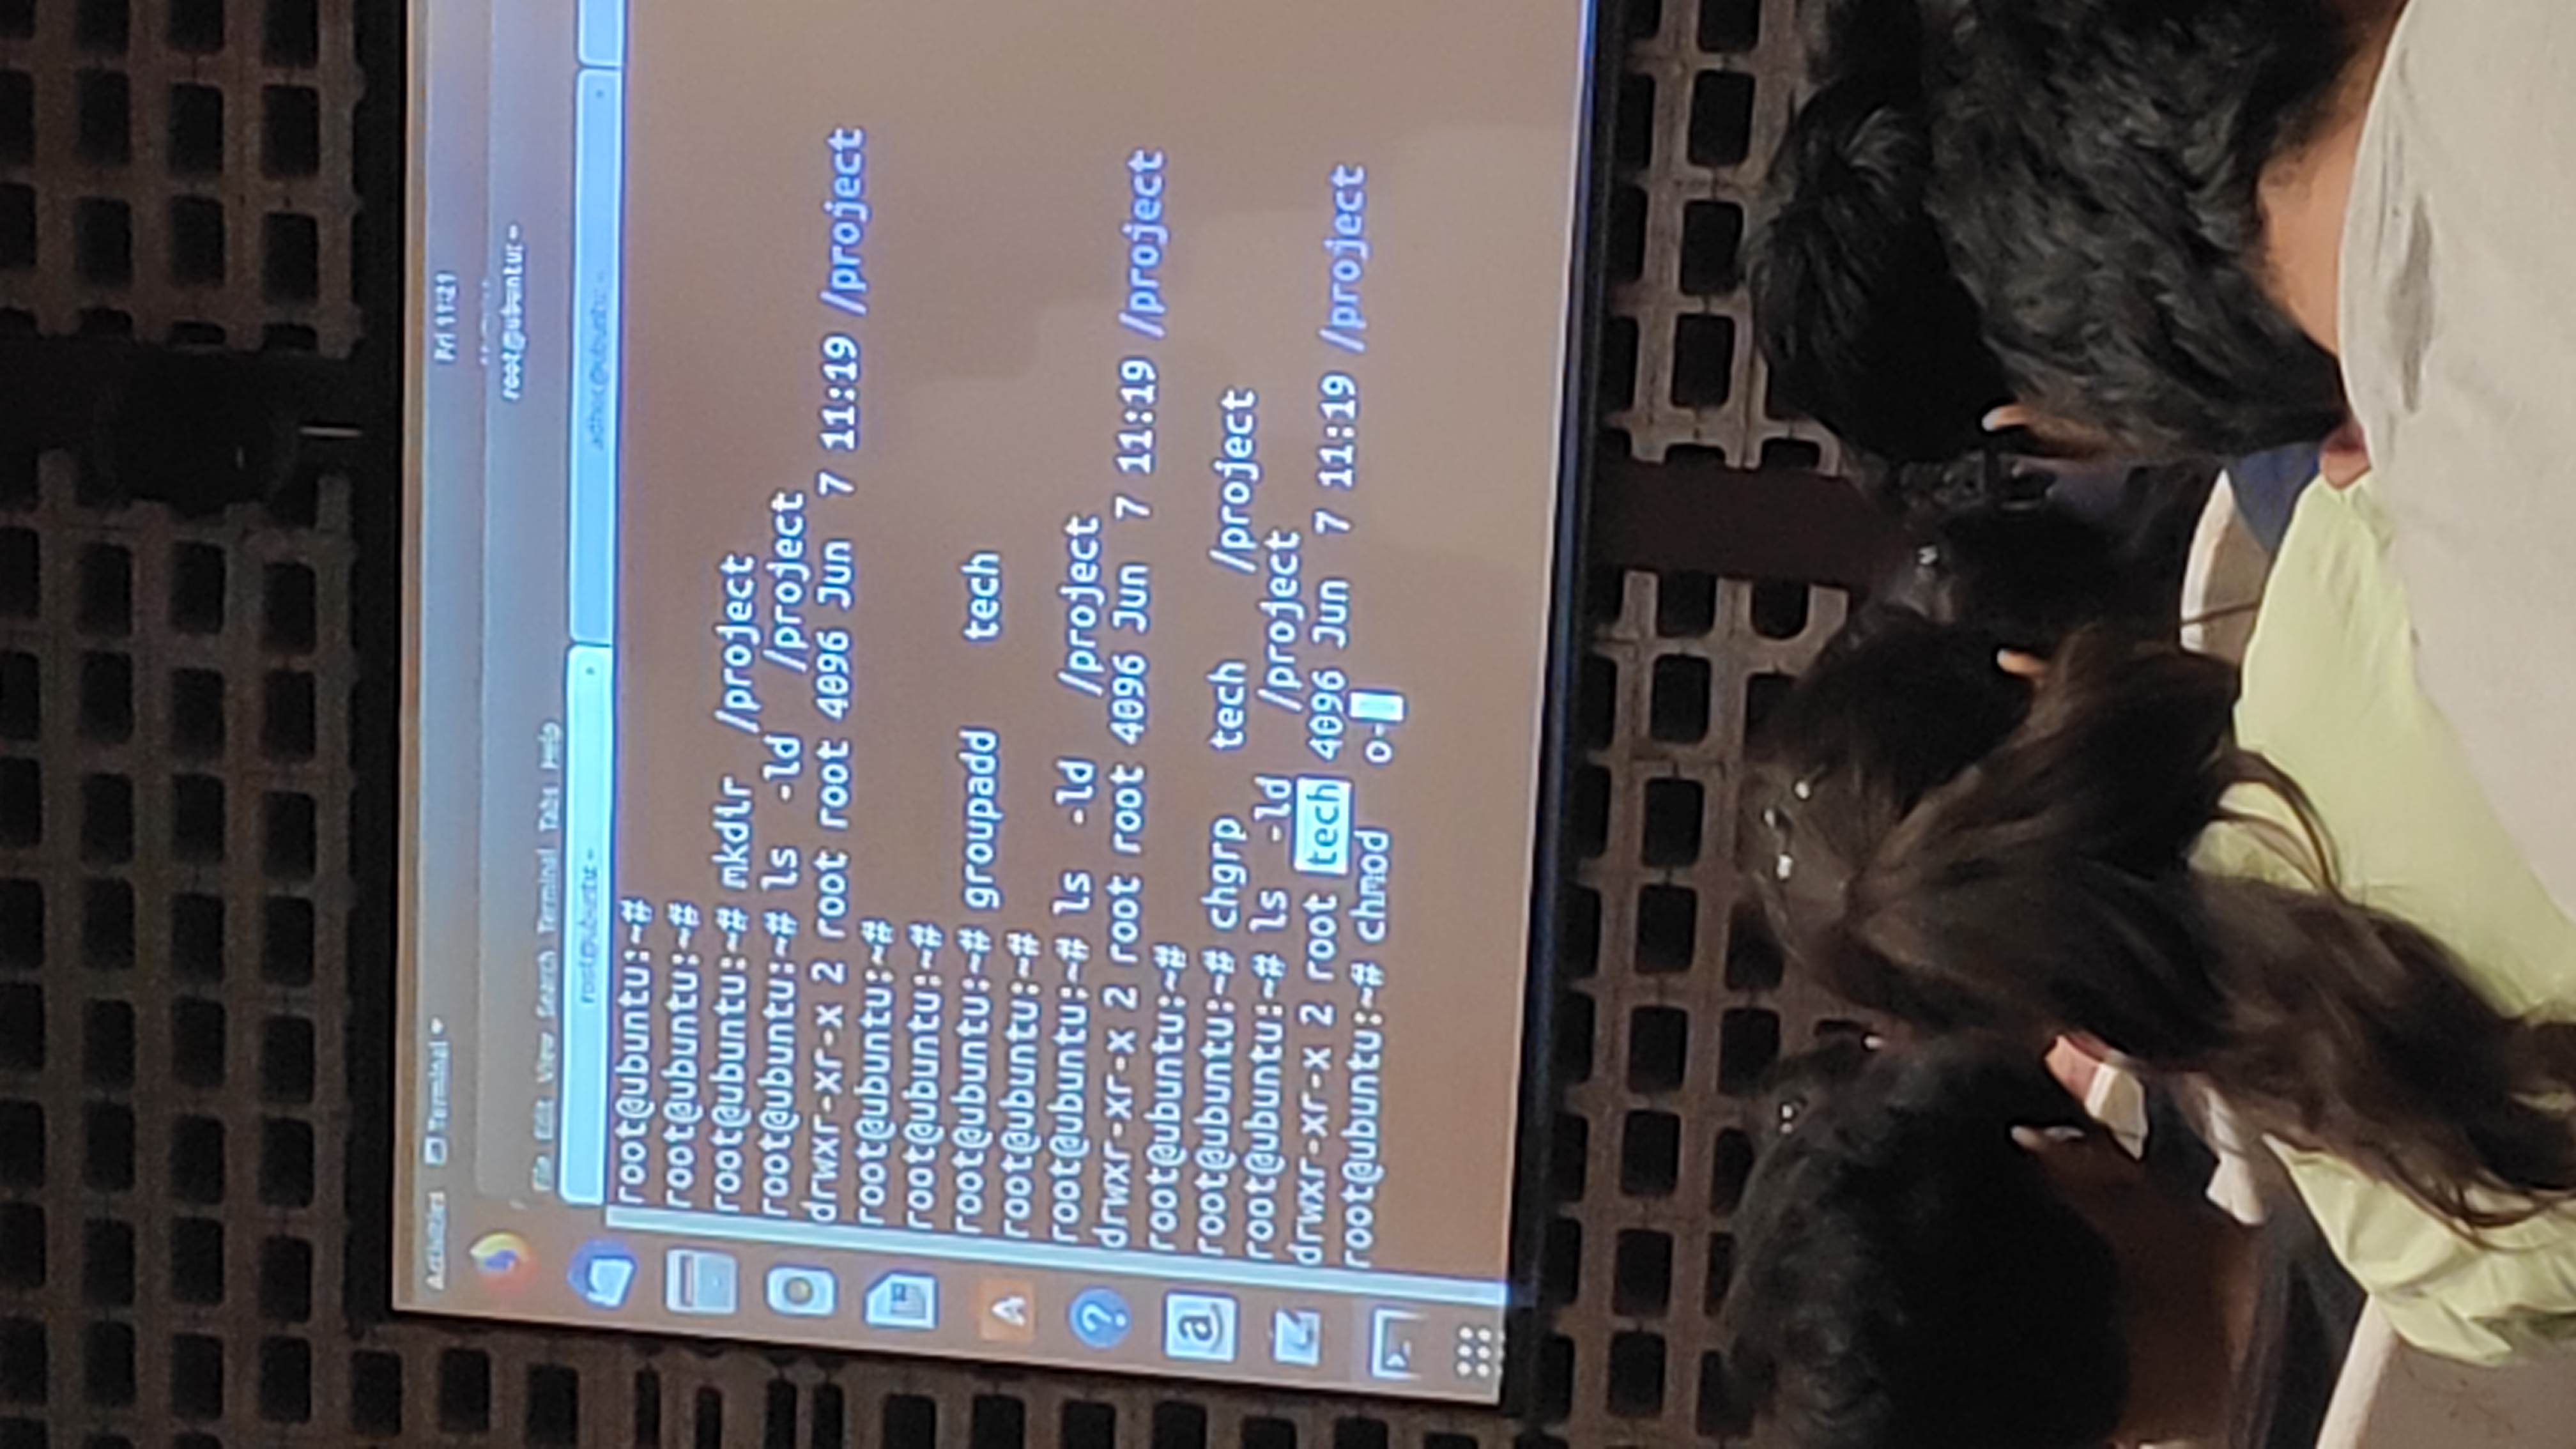 Activities Terminal Fri 11:21
root@ubuntu: ~
File Edit View Search Terminal Tabs Help
root@ubuntu: ~ adhoc@ubuntu: ~
root@ubuntu:~#
root@ubuntu:~#
root@ubuntu:~# mkdir /project
root@ubuntu:~# ls -ld /project
drwxr-xr-x 2 root root 4096 Jun 7 11:19 /project
root@ubuntu:~#
root@ubuntu:~#
root@ubuntu:~# groupadd tech
root@ubuntu:~#
root@ubuntu:~# ls -ld /project
drwxr-xr-x 2 root root 4096 Jun 7 11:19 /project
root@ubuntu:~#
root@ubuntu:~# chgrp tech /project
root@ubuntu:~# ls -ld /project
drwxr-xr-x 2 root tech 4096 Jun 7 11:19 /project
root@ubuntu:~# chmod o-